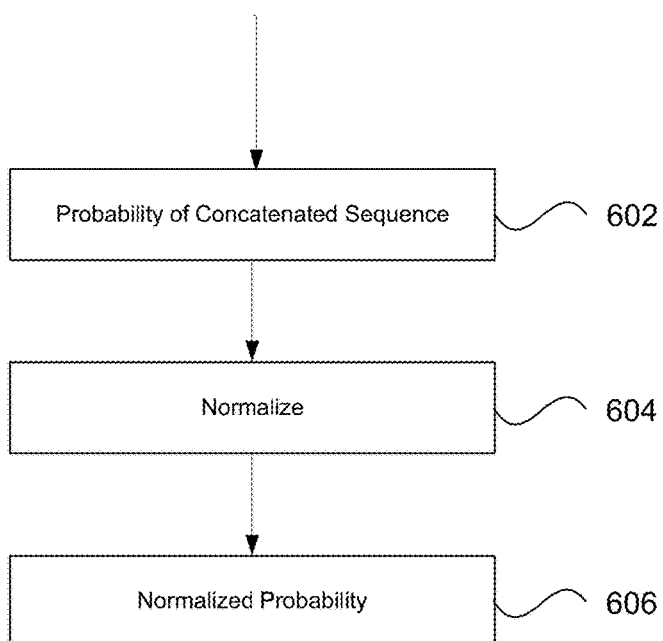 Probability of Concatenated Sequence
602
Normalize
604
Normalized Probability
606